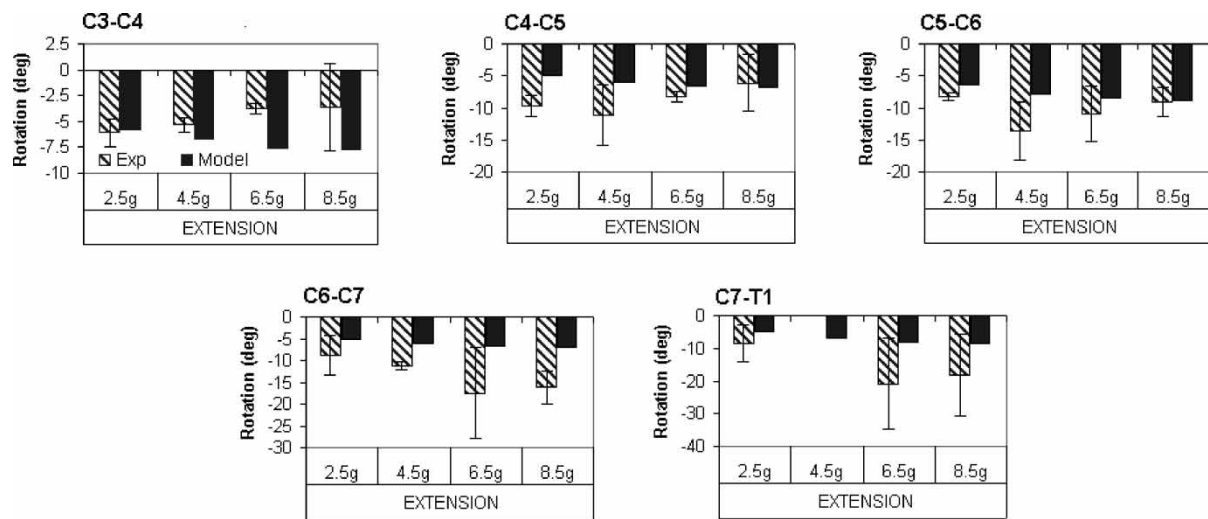 C3-C4
Rotation (deg)
2.5
0
-2.5
-5
-7.5
-10
Exp Model
2.5g 4.5g 6.5g 8.5g
EXTENSION
C4-C5
Rotation (deg)
0
-5
-10
-15
-20
2.5g 4.5g 6.5g 8.5g
EXTENSION
C5-C6
Rotation (deg)
0
-5
-10
-15
-20
2.5g 4.5g 6.5g 8.5g
EXTENSION
C6-C7
Rotation (deg)
0
-5
-10
-15
-20
-25
-30
2.5g 4.5g 6.5g 8.5g
EXTENSION
C7-T1
Rotation (deg)
0
-10
-20
-30
-40
2.5g 4.5g 6.5g 8.5g
EXTENSION